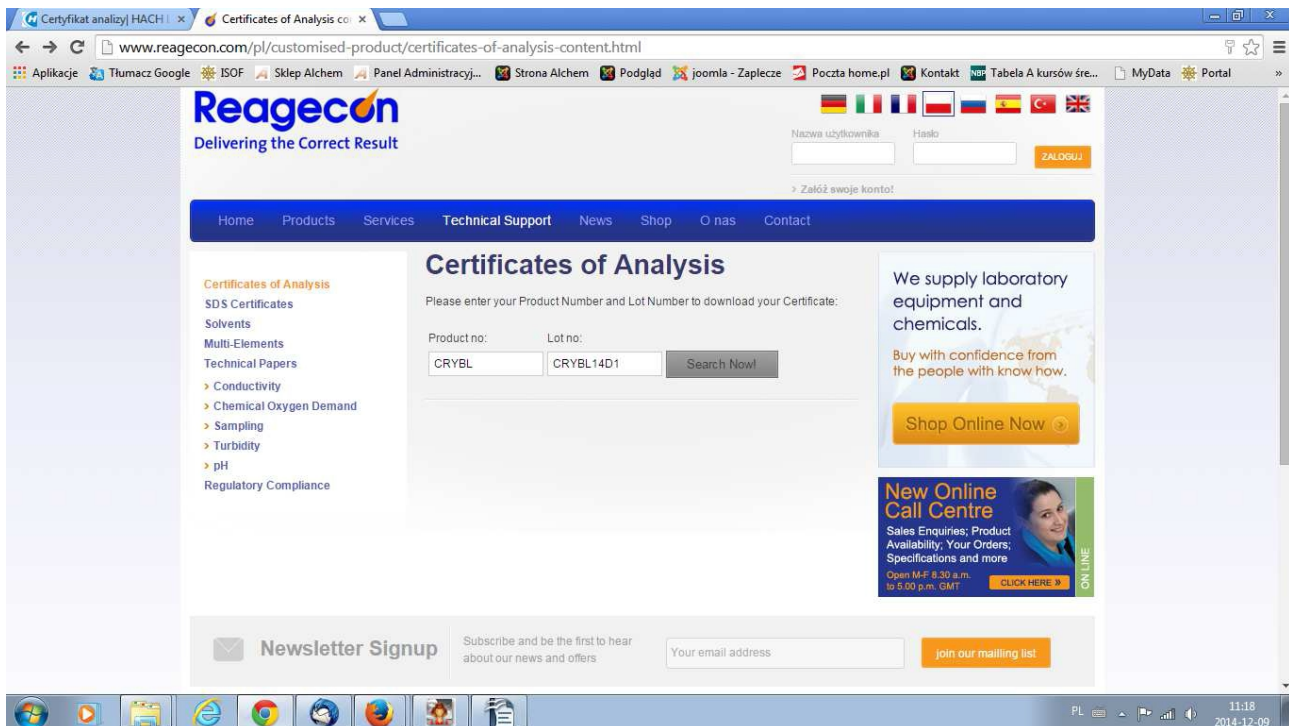 Certyfikat analizy| HACH
Certificates of Analysis co
www.reagecon.com/pl/customised-product/certificates-of-analysis-content.html
Aplikacje Tłumacz Google ISOF Sklep Alchem Panel Administracyj... Strona Alchem Podgląd joomla - Zaplecze Poczta home.pl Kontakt NBP Tabela A kursów śre... MyData Portal »
Reagecon
Delivering the Correct Result
Nazwa użytkownika Hasło
ZALOGUJ
> Załóż swoje konto!
Home Products Services Technical Support News Shop O nas Contact
Certificates of Analysis
SDS Certificates
Solvents
Multi-Elements
Technical Papers
> Conductivity
> Chemical Oxygen Demand
> Sampling
> Turbidity
> pH
Regulatory Compliance
Certificates of Analysis
Please enter your Product Number and Lot Number to download your Certificate:
Product no: Lot no:
CRYBL CRYBL14D1 Search Now!
We supply laboratory
equipment and
chemicals.
Buy with confidence from
the people with know how.
Shop Online Now
New Online
Call Centre
Sales Enquiries; Product
Availability; Your Orders;
Specifications and more
Open M-F 8.30 a.m.
to 5.00 p.m. GMT
CLICK HERE »
ON LINE
Newsletter Signup
Subscribe and be the first to hear
about our news and offers
Your email address
join our mailling list
PL
11:18
2014-12-09